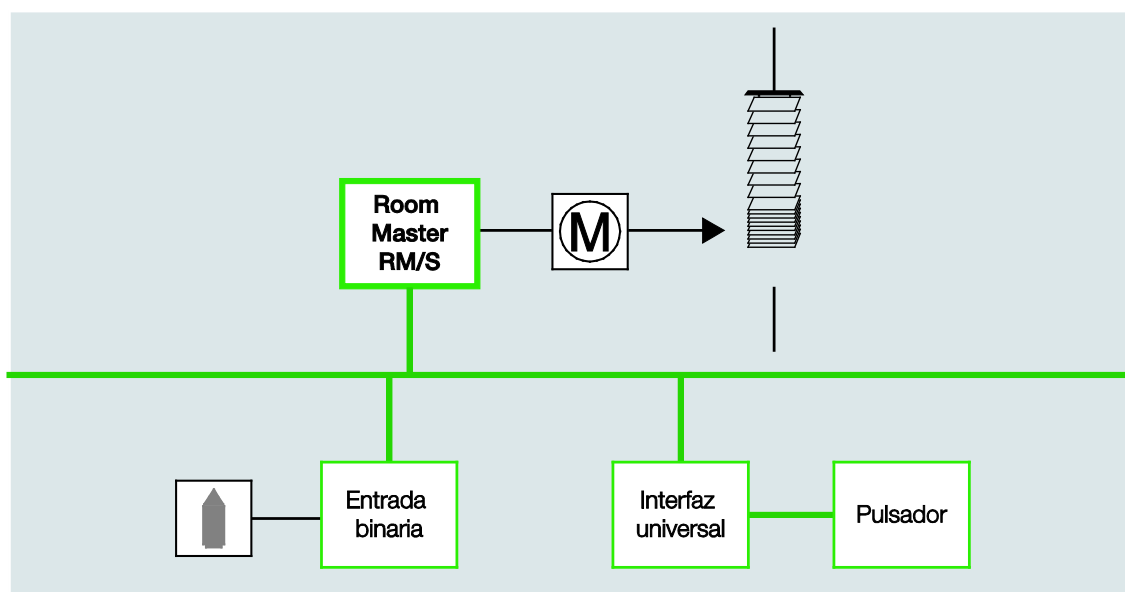 Room
Master
RM/S
M
Entrada
binaria
Interfaz
universal
Pulsador